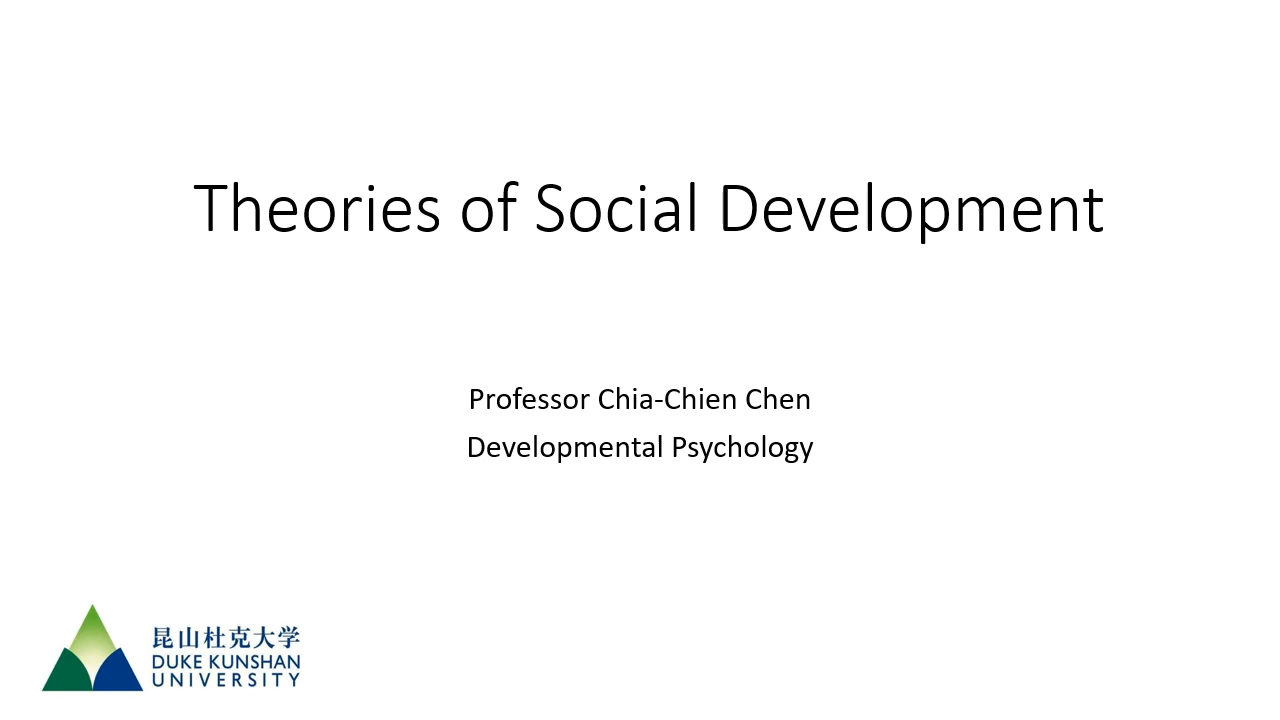 Theories of Social Development
Professor Chia-Chien Chen
Developmental Psychology
昆山杜克大学
DUKE KUNSHAN
UNIVERSITY